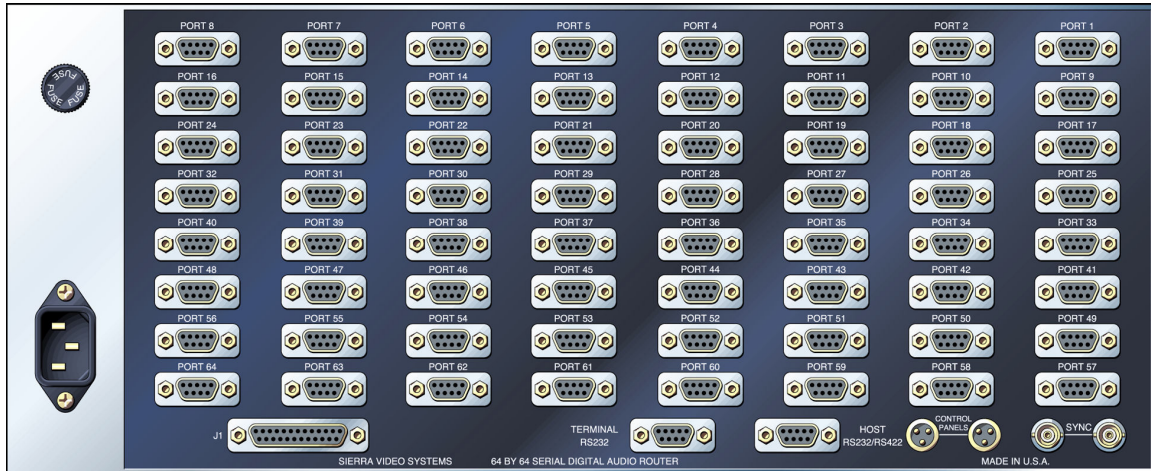 PORT 8 PORT 7 PORT 6 PORT 5 PORT 4 PORT 3 PORT 2 PORT 1
FUSE FUSE FUSE
PORT 16 PORT 15 PORT 14 PORT 13 PORT 12 PORT 11 PORT 10 PORT 9
PORT 24 PORT 23 PORT 22 PORT 21 PORT 20 PORT 19 PORT 18 PORT 17
PORT 32 PORT 31 PORT 30 PORT 29 PORT 28 PORT 27 PORT 26 PORT 25
PORT 40 PORT 39 PORT 38 PORT 37 PORT 36 PORT 35 PORT 34 PORT 33
PORT 48 PORT 47 PORT 46 PORT 45 PORT 44 PORT 43 PORT 42 PORT 41
PORT 56 PORT 55 PORT 54 PORT 53 PORT 52 PORT 51 PORT 50 PORT 49
PORT 64 PORT 63 PORT 62 PORT 61 PORT 60 PORT 59 PORT 58 PORT 57
J1
TERMINAL
RS232
HOST
RS232/RS422
CONTROL
PANELS
SYNC
SIERRA VIDEO SYSTEMS 64 BY 64 SERIAL DIGITAL AUDIO ROUTER MADE IN U.S.A.